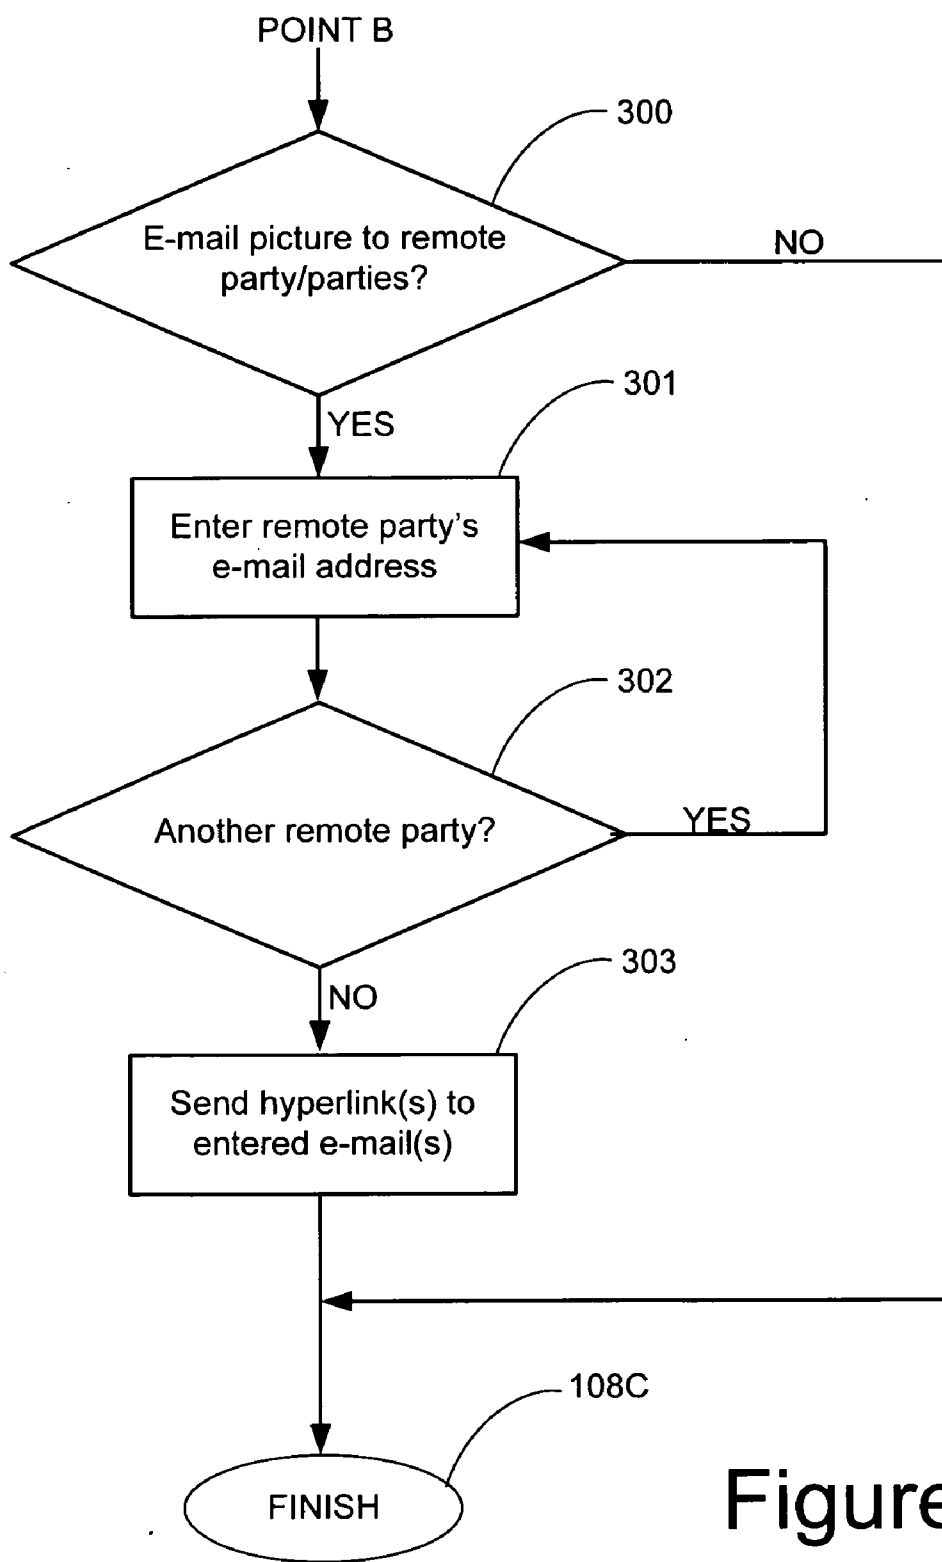 POINT B
300
E-mail picture to remote
party/parties?
NO
301
YES
Enter remote party's
e-mail address
302
Another remote party?
YES
303
NO
Send hyperlink(s) to
entered e-mail(s)
108C
FINISH
Figure